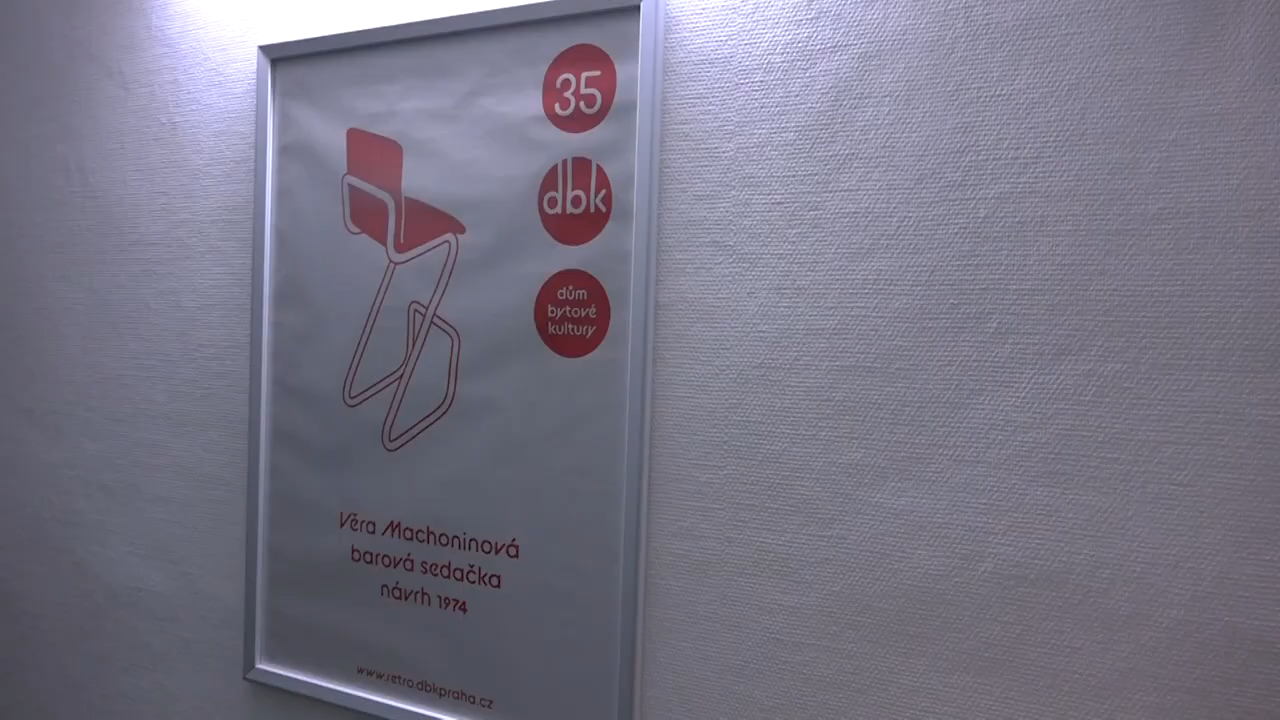 35
dbk
dům
bytové
kultury
Věra Machoninová
barová sedačka
návrh 1974
www.retro.dbkpraha.cz